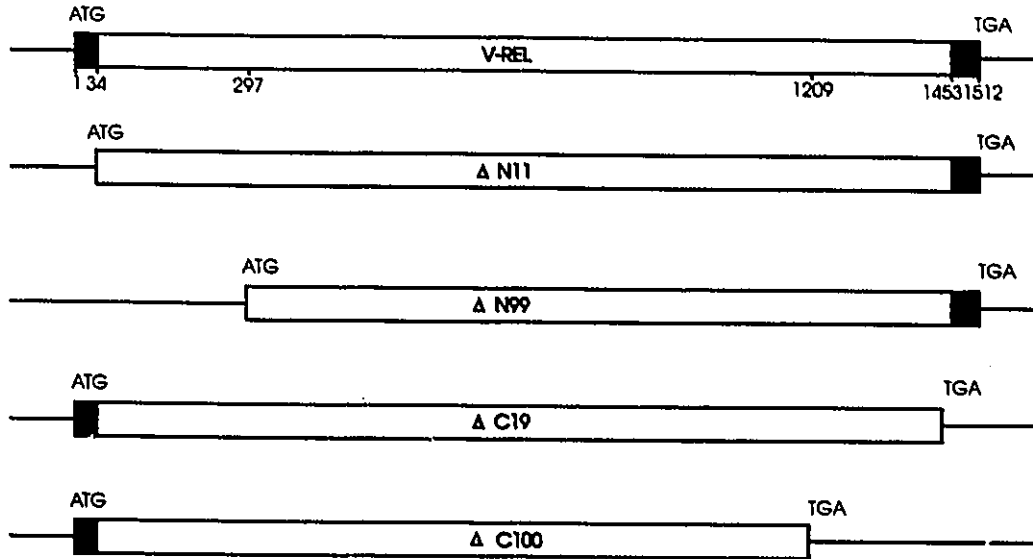 ATG TGA
V-REL
1 34 297 1209 1453 1512
ATG TGA
Δ N11
ATG TGA
Δ N99
ATG TGA
Δ C19
ATG TGA
Δ C100